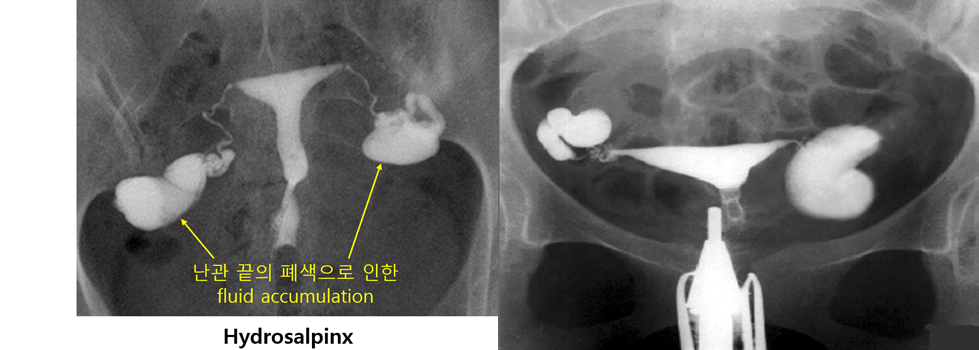 난관 끝의 폐색으로 인한
fluid accumulation
Hydrosalpinx